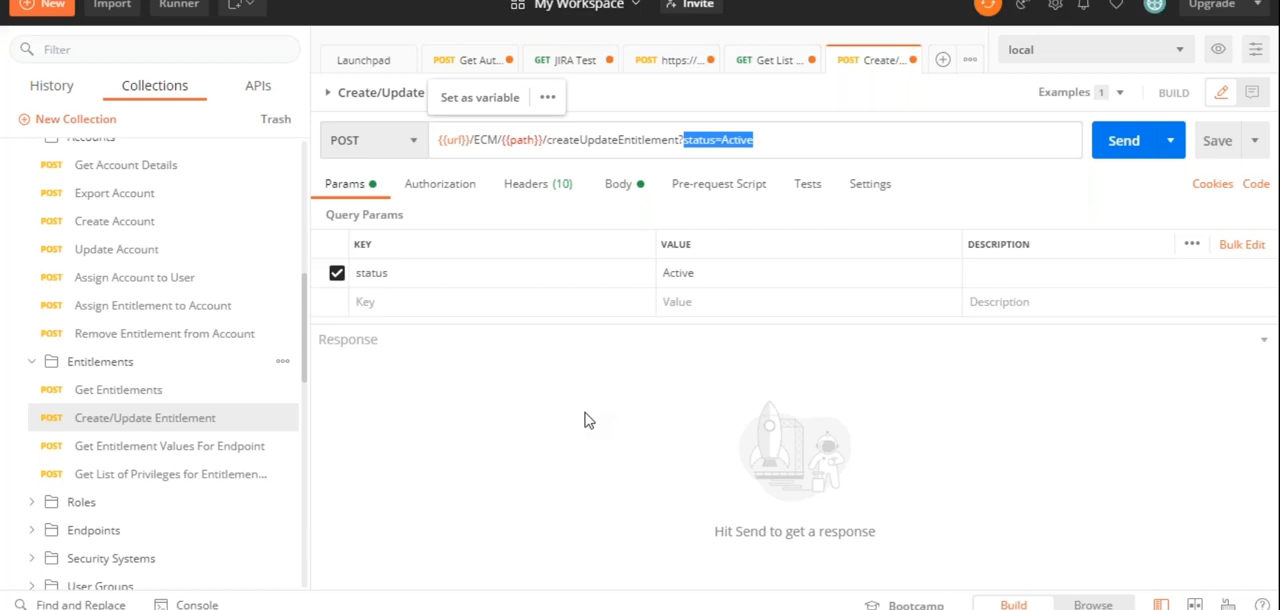 New Import Runner My Workspace Invite Upgrade
Filter
History Collections APIs
New Collection Trash
Accounts
POST Get Account Details
POST Export Account
POST Create Account
POST Update Account
POST Assign Account to User
POST Assign Entitlement to Account
POST Remove Entitlement from Account
Entitlements
POST Get Entitlements
POST Create/Update Entitlement
POST Get Entitlement Values For Endpoint
POST Get List of Privileges for Entitlemen...
Roles
Endpoints
Security Systems
User Groups
Launchpad POST Get Aut... GET JIRA Test POST https://... GET Get List ... POST Create/...
local
Create/Update
Set as variable
Examples 1 BUILD
POST {{url}}/ECM/{{path}}/createUpdateEntitlement?status=Active Send Save
Params Authorization Headers (10) Body Pre-request Script Tests Settings Cookies Code
Query Params
KEY VALUE DESCRIPTION Bulk Edit
status Active
Key Value Description
Response
Hit Send to get a response
Find and Replace Console Bootcamp Build Browse